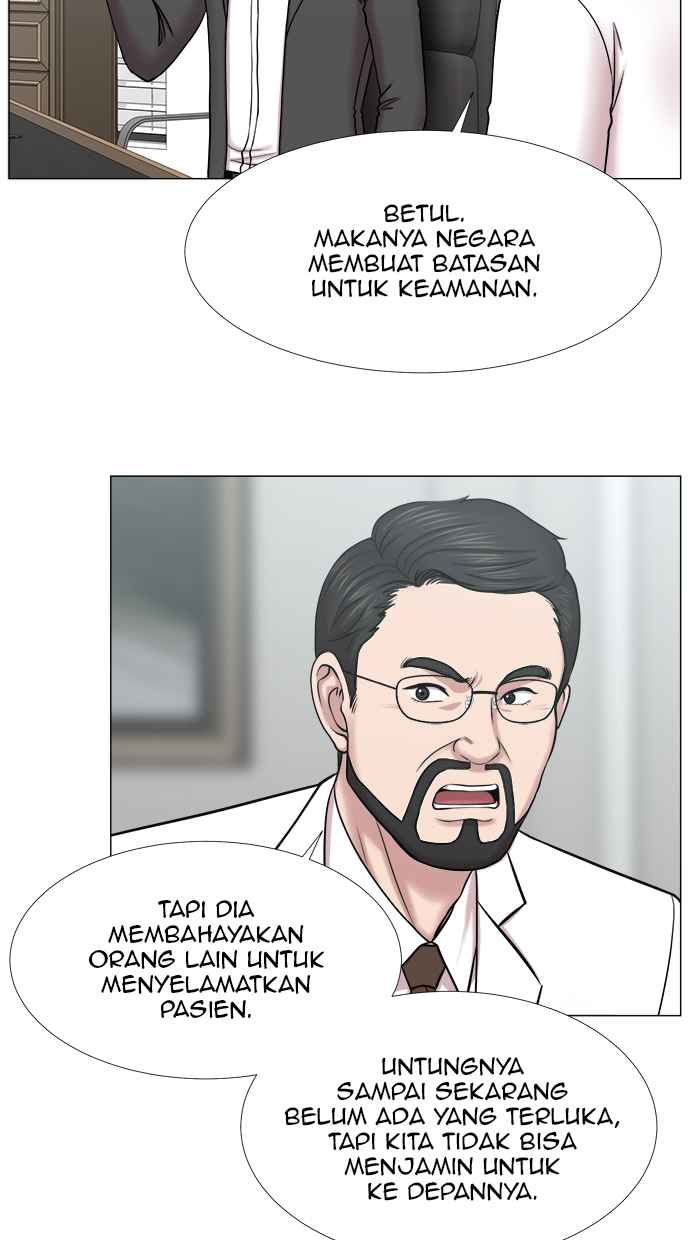 BETUL.
MAKANYA NEGARA
MEMBUAT BATASAN
UNTUK KEAMANAN.
TAPI DIA
MEMBAHAYAKAN
ORANG LAIN UNTUK
MENYELAMATKAN
PASIEN.
UNTUNGNYA
SAMPAI SEKARANG
BELUM ADA YANG TERLUKA,
TAPI KITA TIDAK BISA
MENJAMIN UNTUK
KE DEPANNYA.